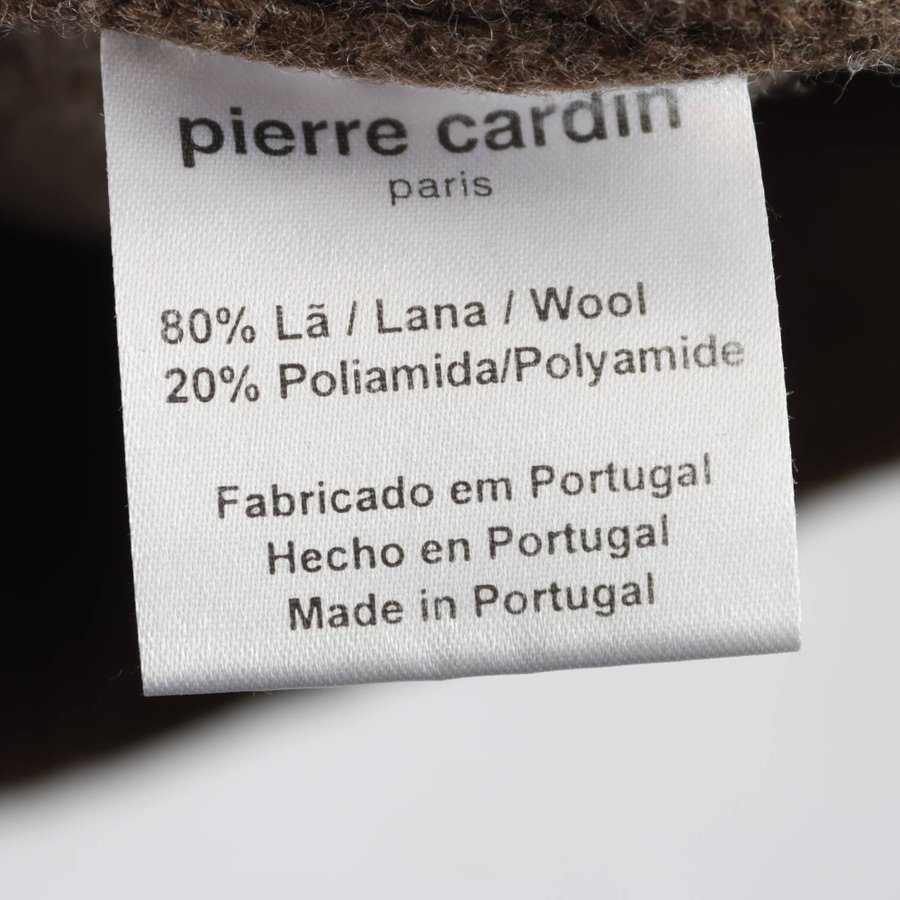 pierre cardin
paris
80% Lã / Lana / Wool
20% Poliamida/Polyamide
Fabricado em Portugal
Hecho en Portugal
Made in Portugal